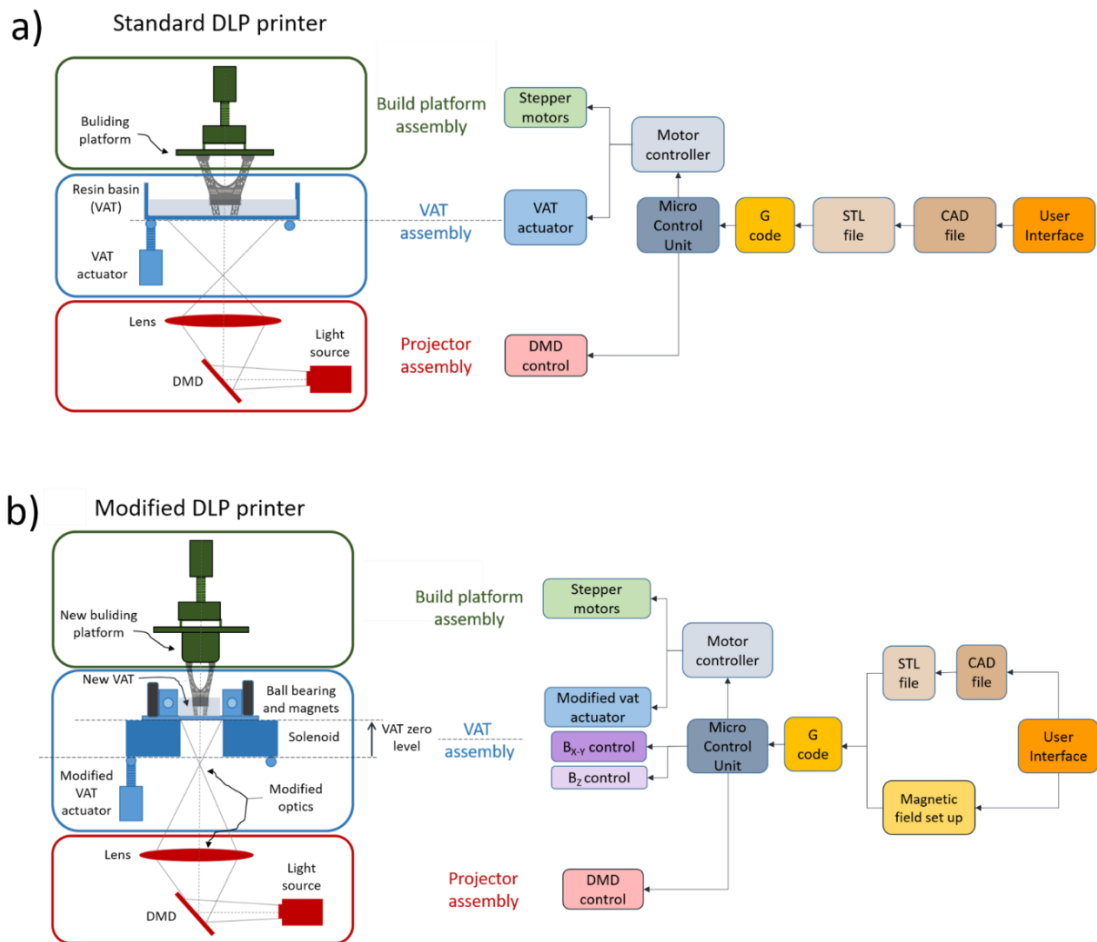 a)
Standard DLP printer
Buliding
platform
Build platform
assembly
Stepper
motors
Motor
controller
Resin basin
(VAT)
VAT
actuator
VAT
assembly
VAT
actuator
Micro
Control
Unit
G
code
STL
file
CAD
file
User
Interface
Lens
Light
source
DMD
Projector
assembly
DMD
control
b)
Modified DLP printer
New buliding
platform
Build platform
assembly
Stepper
motors
Motor
controller
STL
file
CAD
file
New VAT
Ball bearing
and magnets
Solenoid
VAT zero
level
Modified
VAT
actuator
Modified
optics
VAT
assembly
Modified vat
actuator
BX-Y control
BZ control
Micro
Control
Unit
G
code
User
Interface
Magnetic
field set up
Lens
Light
source
DMD
Projector
assembly
DMD
control